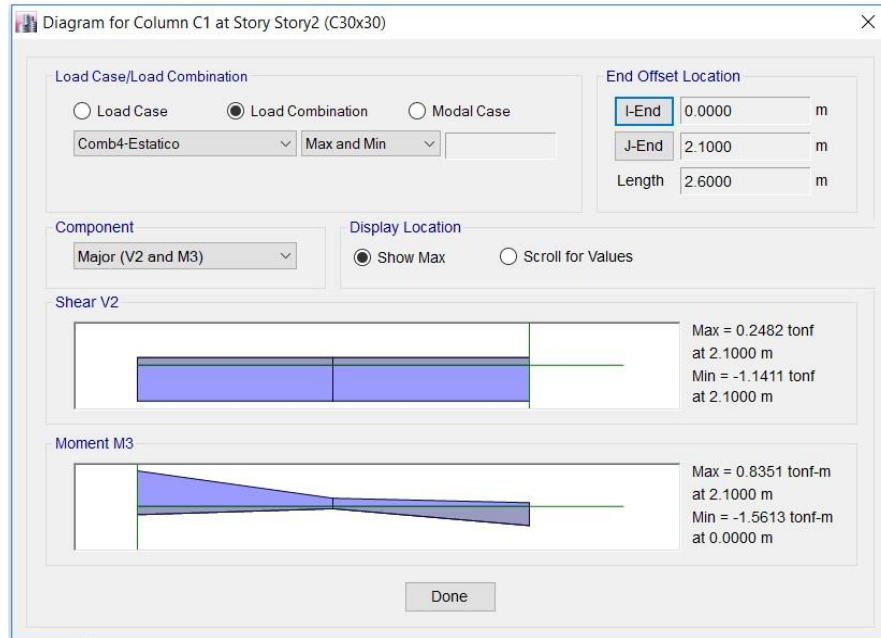 Diagram for Column C1 at Story Story2 (C30x30)
Load Case/Load Combination
Load Case Load Combination Modal Case
Comb4-Estatico Max and Min
End Offset Location
I-End 0.0000 m
J-End 2.1000 m
Length 2.6000 m
Component
Major (V2 and M3)
Display Location
Show Max Scroll for Values
Shear V2
Max = 0.2482 tonf
at 2.1000 m
Min = -1.1411 tonf
at 2.1000 m
Moment M3
Max = 0.8351 tonf-m
at 2.1000 m
Min = -1.5613 tonf-m
at 0.0000 m
Done